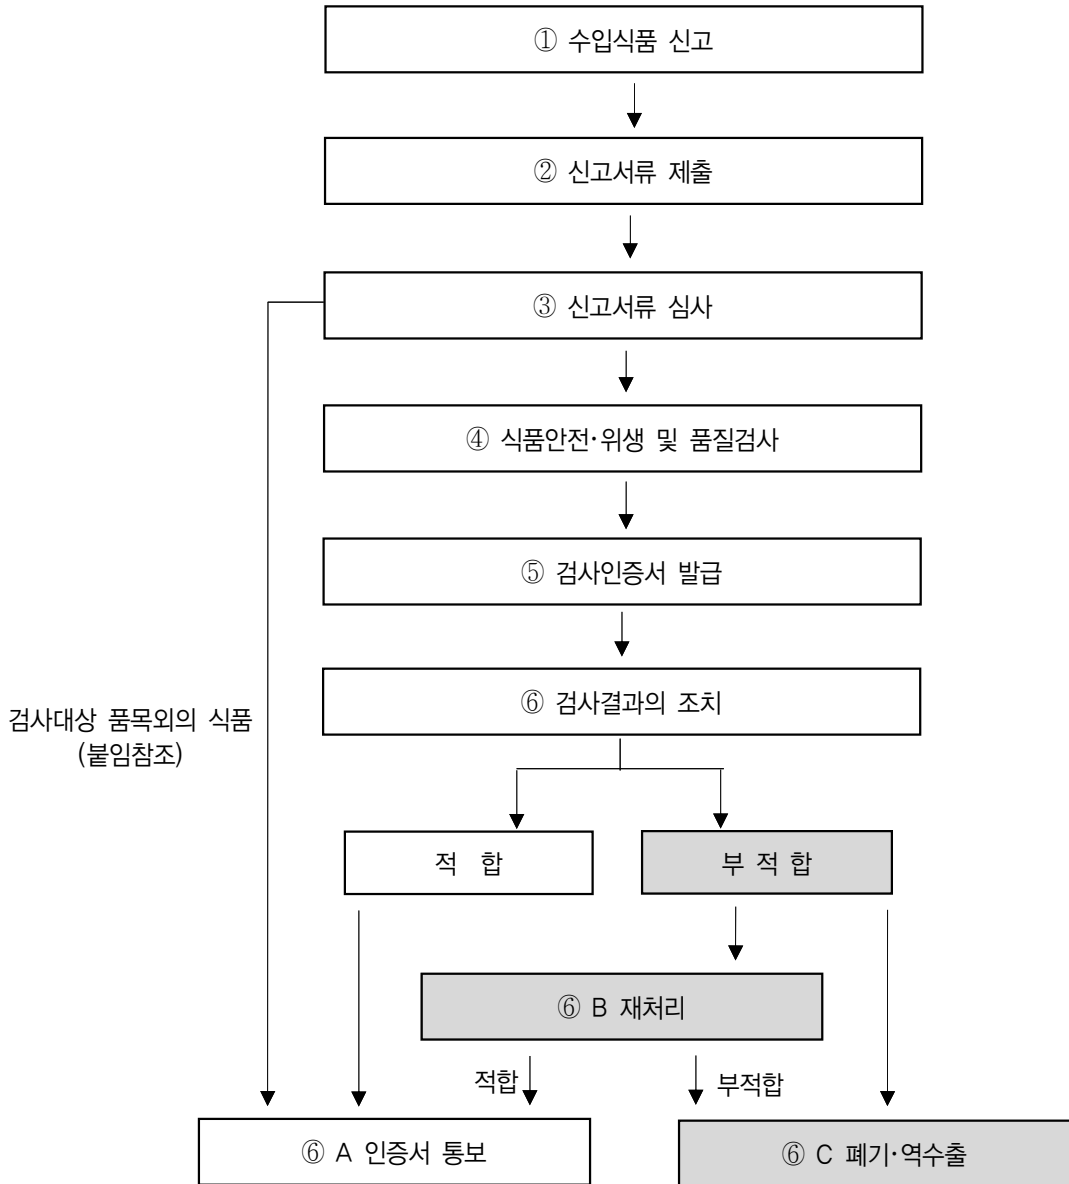 ① 수입식품 신고
② 신고서류 제출
③ 신고서류 심사
④ 식품안전·위생 및 품질검사
⑤ 검사인증서 발급
⑥ 검사결과의 조치
검사대상 품목외의 식품
(붙임참조)
적 합
부 적 합
⑥ B 재처리
적합
부적합
⑥ A 인증서 통보
⑥ C 폐기·역수출